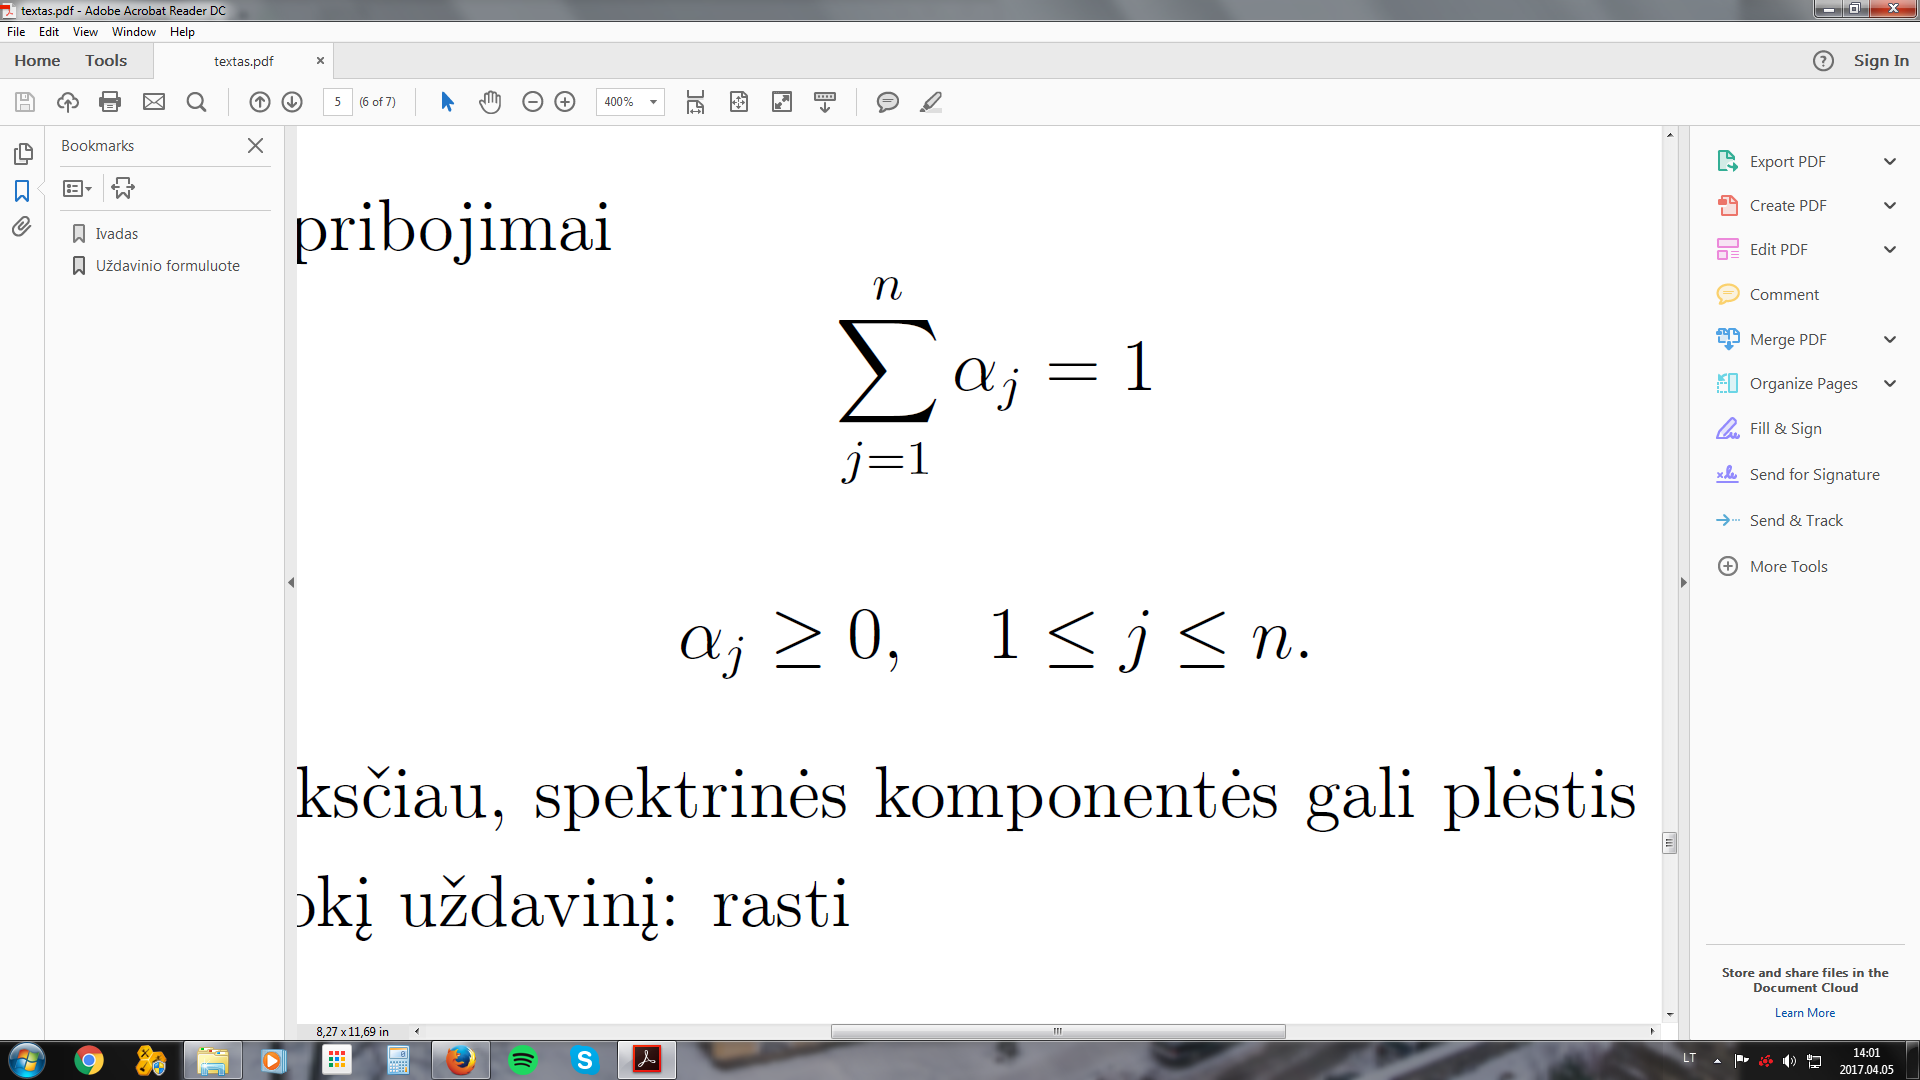 textas.pdf - Adobe Acrobat Reader DC
File Edit View Window Help
Home Tools textas.pdf × Sign In
5 (6 of 7) 400%
Bookmarks
Ivadas
Uždavinio formuluote
pribojimai
n
∑ αj = 1
j=1
αj ≥ 0, 1 ≤ j ≤ n.
ksčiau, spektrinės komponentės gali plėstis
okį uždavinį: rasti
8,27 x 11,69 in
Export PDF
Create PDF
Edit PDF
Comment
Merge PDF
Organize Pages
Fill & Sign
Send for Signature
Send & Track
More Tools
Store and share files in the
Document Cloud
Learn More
LT
14:01
2017.04.05